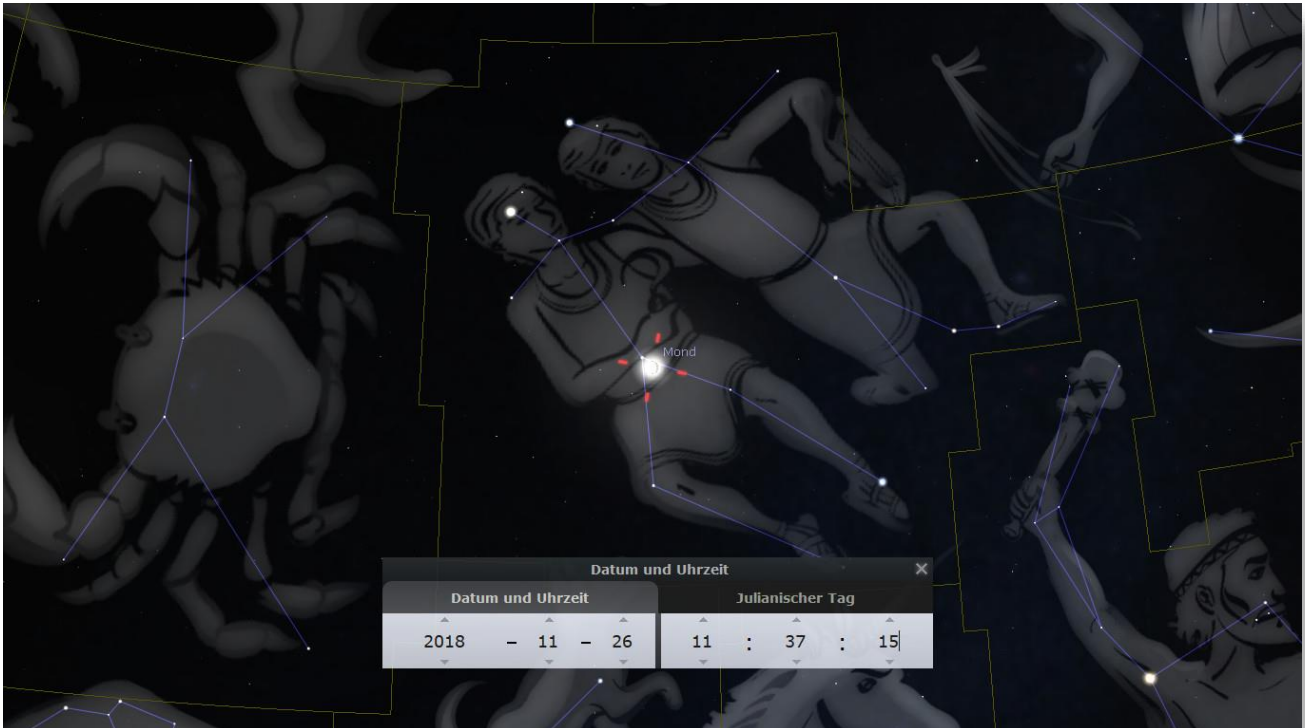 Mond
Datum und Uhrzeit ×
Datum und Uhrzeit Julianischer Tag
2018 - 11 - 26 11 : 37 : 15